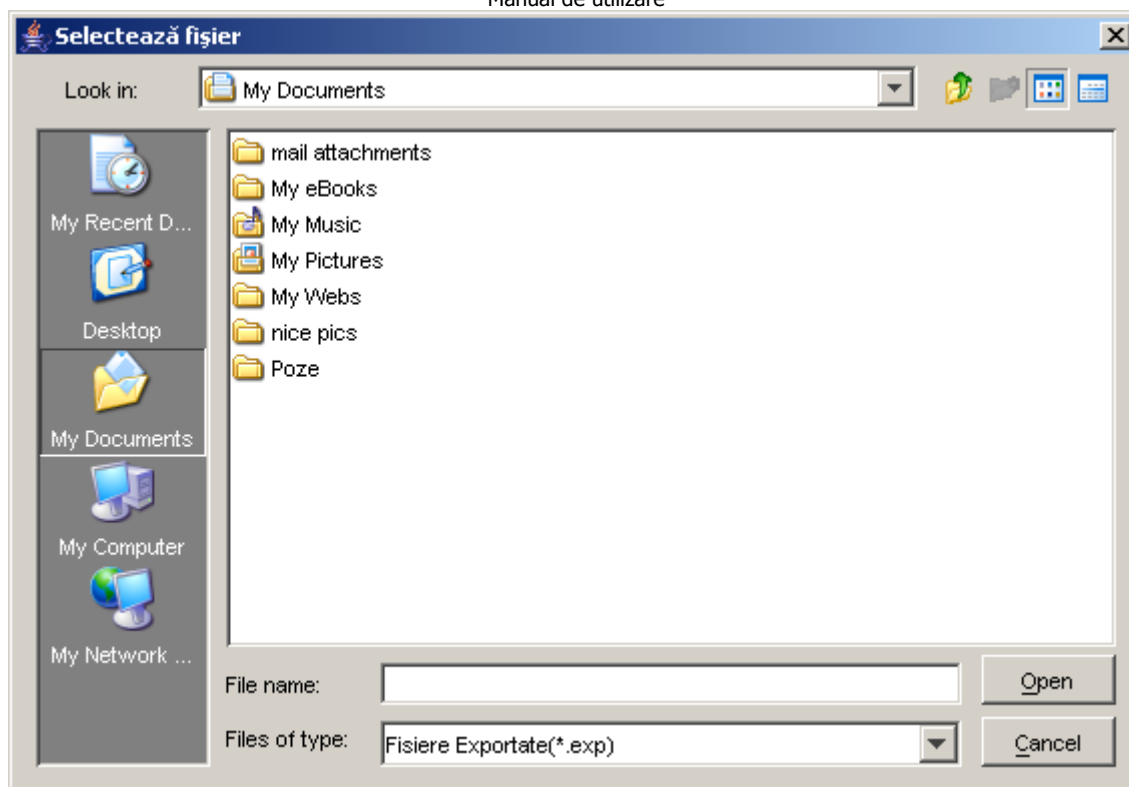 Manual de utilizare
Selectează fişier
Look in: My Documents
My Recent D...
Desktop
My Documents
My Computer
My Network ...
mail attachments
My eBooks
My Music
My Pictures
My Webs
nice pics
Poze
File name:
Open
Files of type: Fisiere Exportate(*.exp)
Cancel